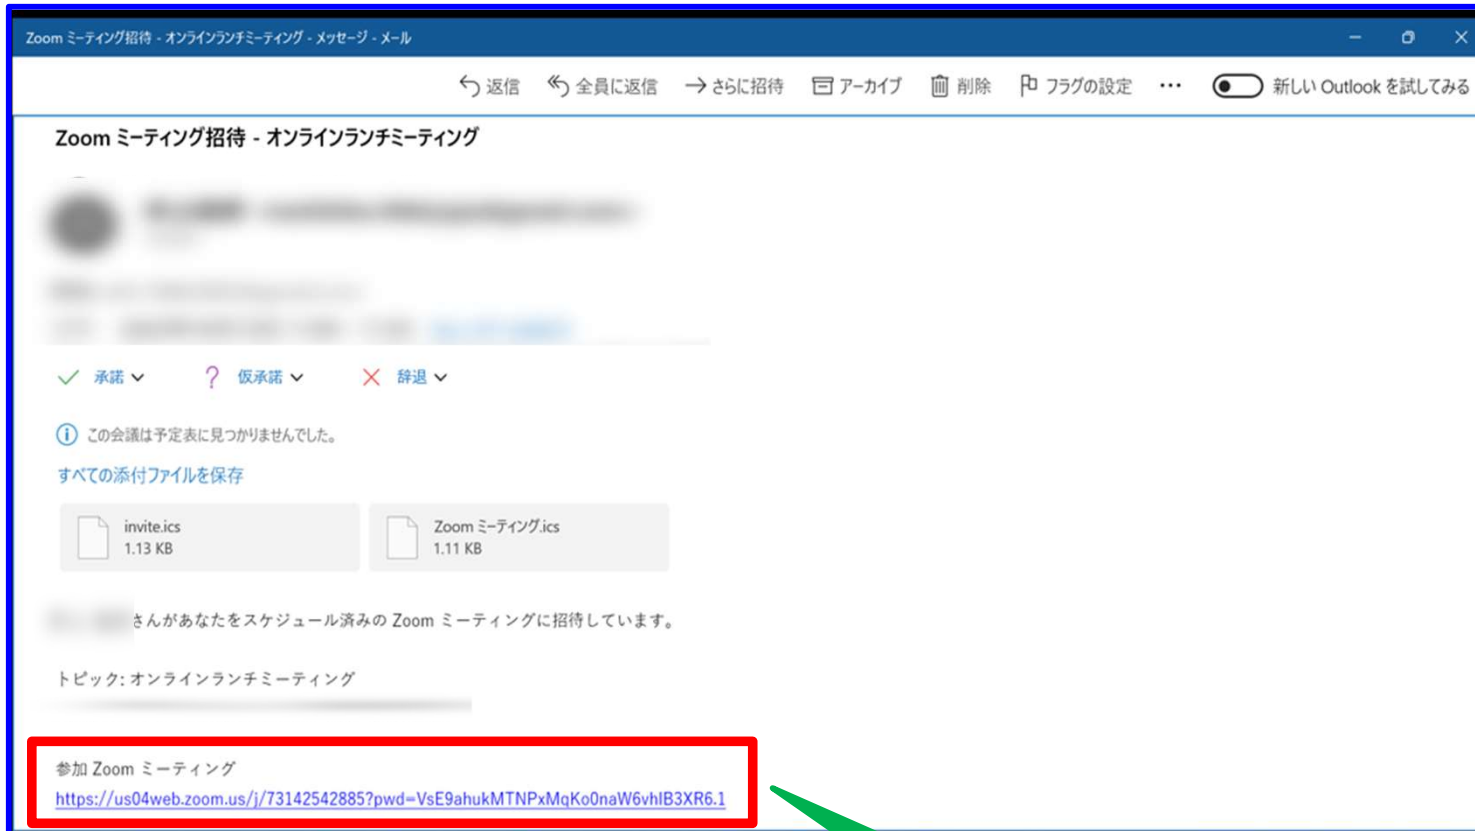 Zoom ミーティング招待 - オンラインランチミーティング - メッセージ - メール
返信 全員に返信 さらに招待 アーカイブ 削除 フラグの設定 ··· 新しい Outlook を試してみる
Zoom ミーティング招待 - オンラインランチミーティング
承諾 仮承諾 辞退
この会議は予定表に見つかりませんでした。
すべての添付ファイルを保存
invite.ics Zoom ミーティング.ics
1.13 KB 1.11 KB
さんがあなたをスケジュール済みの Zoom ミーティングに招待しています。
トピック: オンラインランチミーティング
参加 Zoom ミーティング
https://us04web.zoom.us/j/73142542885?pwd=VsE9ahukMTNPxMqKo0naW6vhIB3XR6.1